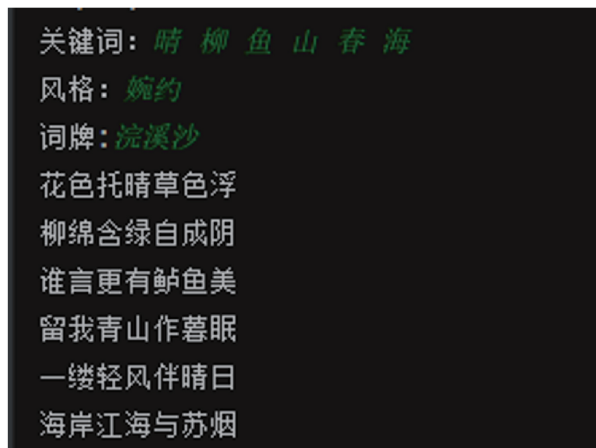 关键词: 晴 柳 鱼 山 春 海
风格: 婉约
词牌:浣溪沙
花色托晴草色浮
柳绵含绿自成阴
谁言更有鲈鱼美
留我青山作暮眠
一缕轻风伴晴日
海岸江海与苏烟